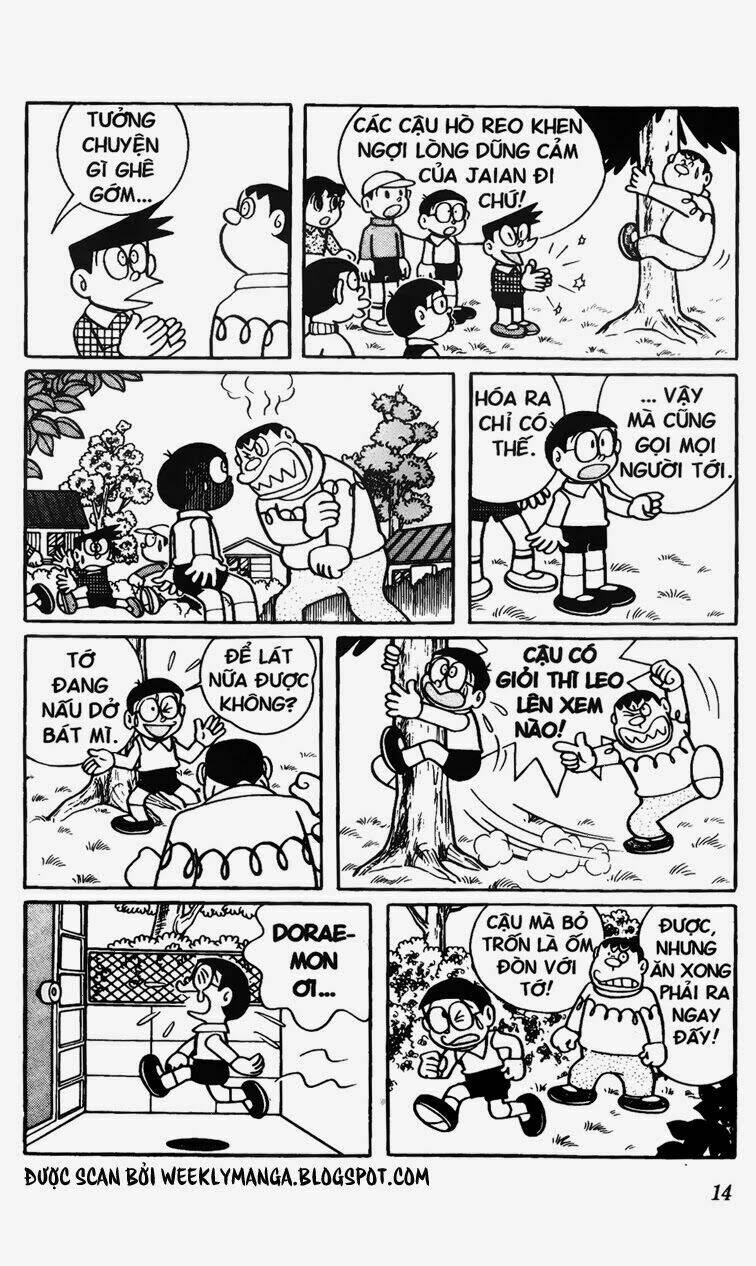 CÁC CẬU HÒ REO KHEN
NGỢI LÒNG DŨNG CẢM
CỦA JAIAN ĐI
CHỨ!
TƯỞNG
CHUYỆN
GÌ GHÊ
GỚM...
HÓA RA
CHỈ CÓ
THẾ.
... VẬY
MÀ CŨNG
GỌI MỌI
NGƯỜI TỚI.
CẬU CÓ
GIỎI THÌ LEO
LÊN XEM
NÀO!
TỚ
ĐANG
NẤU DỞ
BÁT MÌ.
ĐỂ LÁT
NỮA ĐƯỢC
KHÔNG?
ĐƯỢC,
NHƯNG
ĂN XONG
PHẢI RA
NGAY
ĐẤY!
CẬU MÀ BỎ
TRỐN LÀ ỐM
ĐÒN VỚI
TỚ!
DORAE-
MON
ƠI...
ĐƯỢC SCAN BỞI WEEKLYMANGA.BLOGSPOT.COM
14